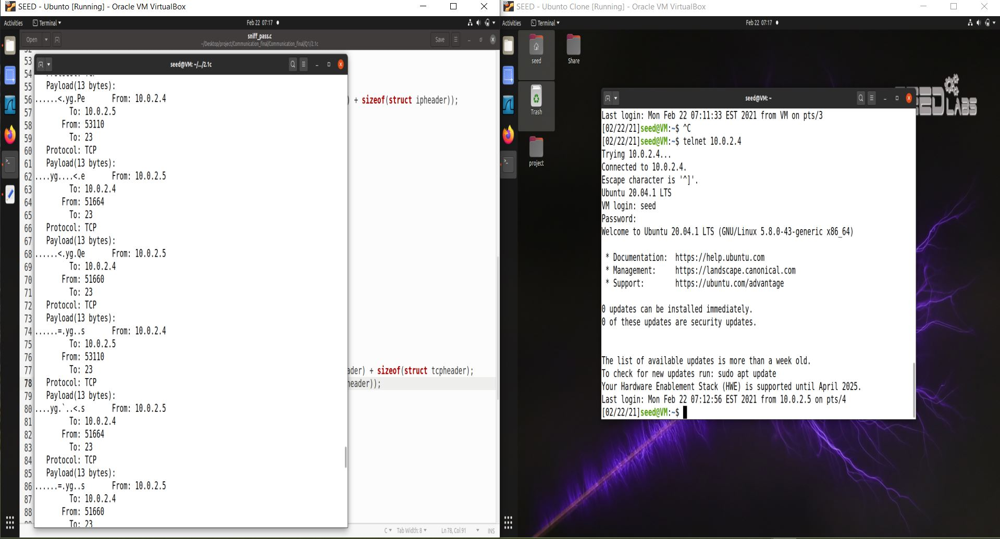 SEED - Ubunto [Running] - Oracle VM VirtualBox
Activities
Terminal
Feb 22 07:17
Open
sniff_pass.c
~/Desktop/project/Communication_final/Communication_final/Q1/2.1c
Save
53
54
55
56
57
58
59
60
61
62
63
64
65
66
67
68
69
70
71
72
73
74
75
76
77
78
79
80
81
82
83
84
85
86
87
88
) + sizeof(struct ipheader));
ader) + sizeof(struct tcpheader);
header));
seed@VM: ~/.../2.1c
Protocol: TCP
Payload(13 bytes):
......<.yg.Pe From: 10.0.2.4
To: 10.0.2.5
From: 53110
To: 23
Protocol: TCP
Payload(13 bytes):
....yg....<.e From: 10.0.2.5
To: 10.0.2.4
From: 51664
To: 23
Protocol: TCP
Payload(13 bytes):
......<.yg.Qe From: 10.0.2.5
To: 10.0.2.4
From: 51660
To: 23
Protocol: TCP
Payload(13 bytes):
......=.yg..s From: 10.0.2.4
To: 10.0.2.5
From: 53110
To: 23
Protocol: TCP
Payload(13 bytes):
....yg.`..<.s From: 10.0.2.5
To: 10.0.2.4
From: 51664
To: 23
Protocol: TCP
Payload(13 bytes):
......=.yg..s From: 10.0.2.5
To: 10.0.2.4
From: 51660
To: 23
C Tab Width: 8 Ln 78, Col 91 INS
SEED - Ubunto Clone [Running] - Oracle VM VirtualBox
Activities
Terminal
Feb 22 07:17
seed
Share
Trash
project
SEED LABS
seed@VM: ~
Last login: Mon Feb 22 07:11:33 EST 2021 from VM on pts/3
[02/22/21]seed@VM:~$ ^C
[02/22/21]seed@VM:~$ telnet 10.0.2.4
Trying 10.0.2.4...
Connected to 10.0.2.4.
Escape character is '^]'.
Ubuntu 20.04.1 LTS
VM login: seed
Password:
Welcome to Ubuntu 20.04.1 LTS (GNU/Linux 5.8.0-43-generic x86_64)
* Documentation: https://help.ubuntu.com
* Management: https://landscape.canonical.com
* Support: https://ubuntu.com/advantage
0 updates can be installed immediately.
0 of these updates are security updates.
The list of available updates is more than a week old.
To check for new updates run: sudo apt update
Your Hardware Enablement Stack (HWE) is supported until April 2025.
Last login: Mon Feb 22 07:12:56 EST 2021 from 10.0.2.5 on pts/4
[02/22/21]seed@VM:~$